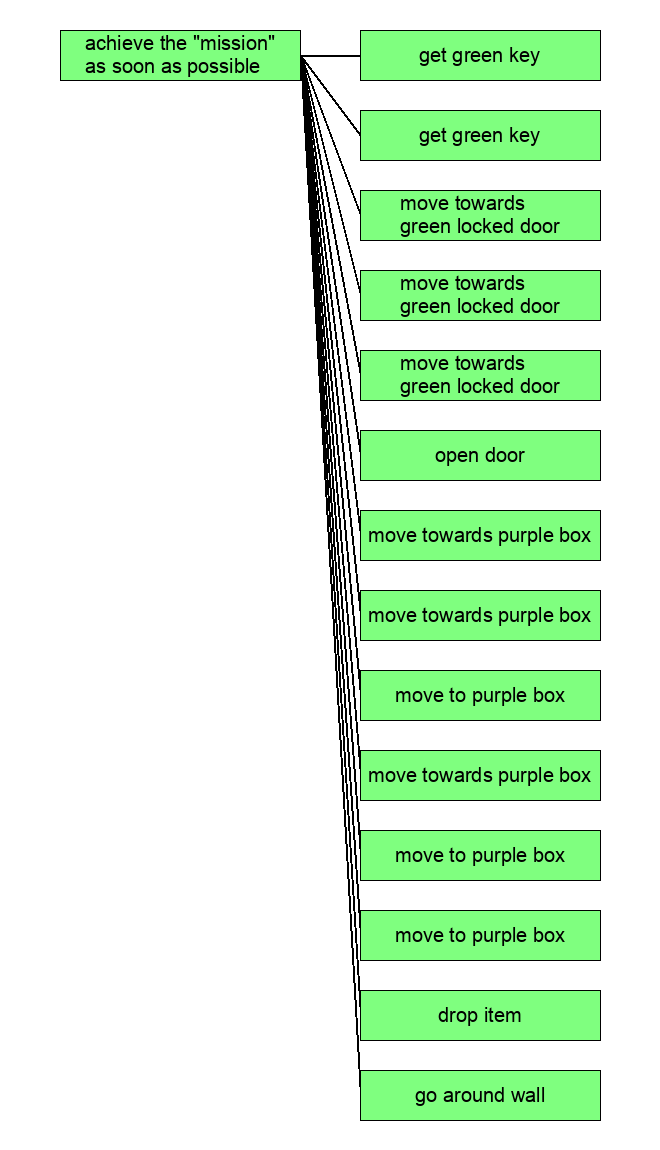 achieve the "mission"
as soon as possible
get green key
get green key
move towards
green locked door
move towards
green locked door
move towards
green locked door
open door
move towards purple box
move towards purple box
move to purple box
move towards purple box
move to purple box
move to purple box
drop item
go around wall